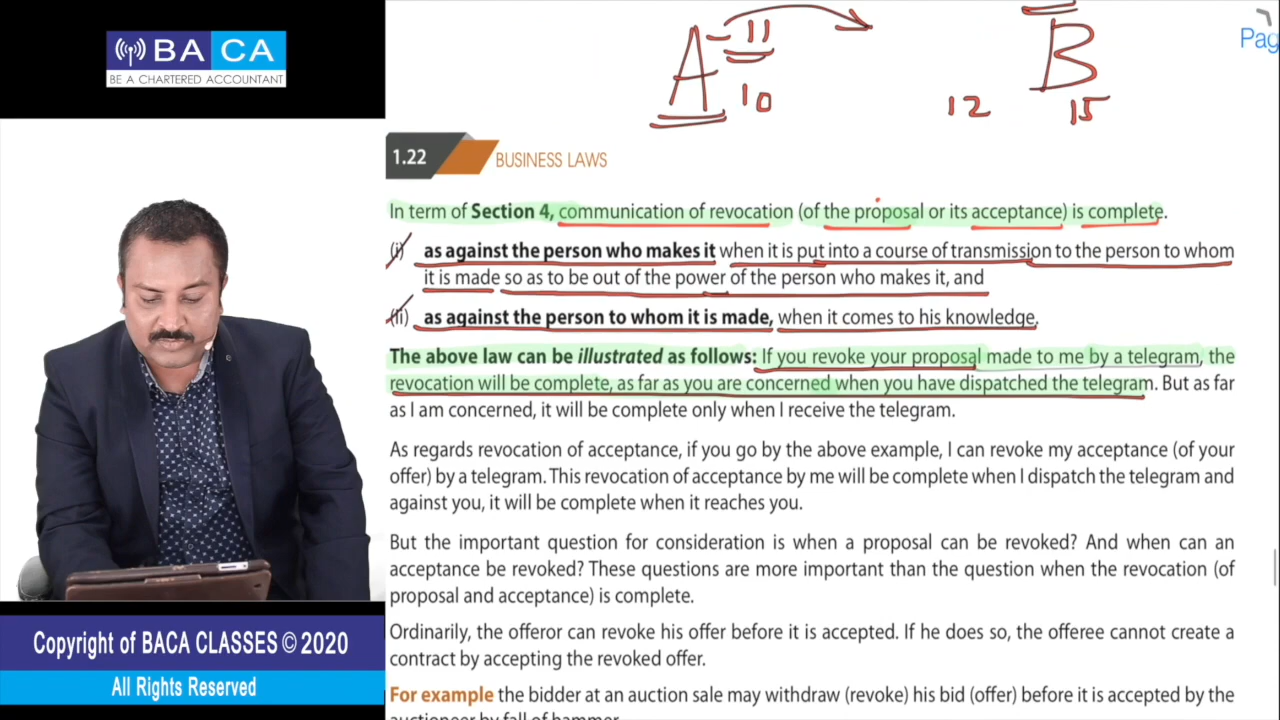 BA CA
BE A CHARTERED ACCOUNTANT
A - 11
B
10
12
15
Pag
1.22
BUSINESS LAWS
In term of Section 4, communication of revocation (of the proposal or its acceptance) is complete.
(i) as against the person who makes it when it is put into a course of transmission to the person to whom
it is made so as to be out of the power of the person who makes it, and
(ii) as against the person to whom it is made, when it comes to his knowledge.
The above law can be illustrated as follows: If you revoke your proposal made to me by a telegram, the
revocation will be complete, as far as you are concerned when you have dispatched the telegram. But as far
as I am concerned, it will be complete only when I receive the telegram.
As regards revocation of acceptance, if you go by the above example, I can revoke my acceptance (of your
offer) by a telegram. This revocation of acceptance by me will be complete when I dispatch the telegram and
against you, it will be complete when it reaches you.
But the important question for consideration is when a proposal can be revoked? And when can an
acceptance be revoked? These questions are more important than the question when the revocation (of
proposal and acceptance) is complete.
Ordinarily, the offeror can revoke his offer before it is accepted. If he does so, the offeree cannot create a
contract by accepting the revoked offer.
For example the bidder at an auction sale may withdraw (revoke) his bid (offer) before it is accepted by the
auctioneer by fall of hammer.
Copyright of BACA CLASSES © 2020
All Rights Reserved